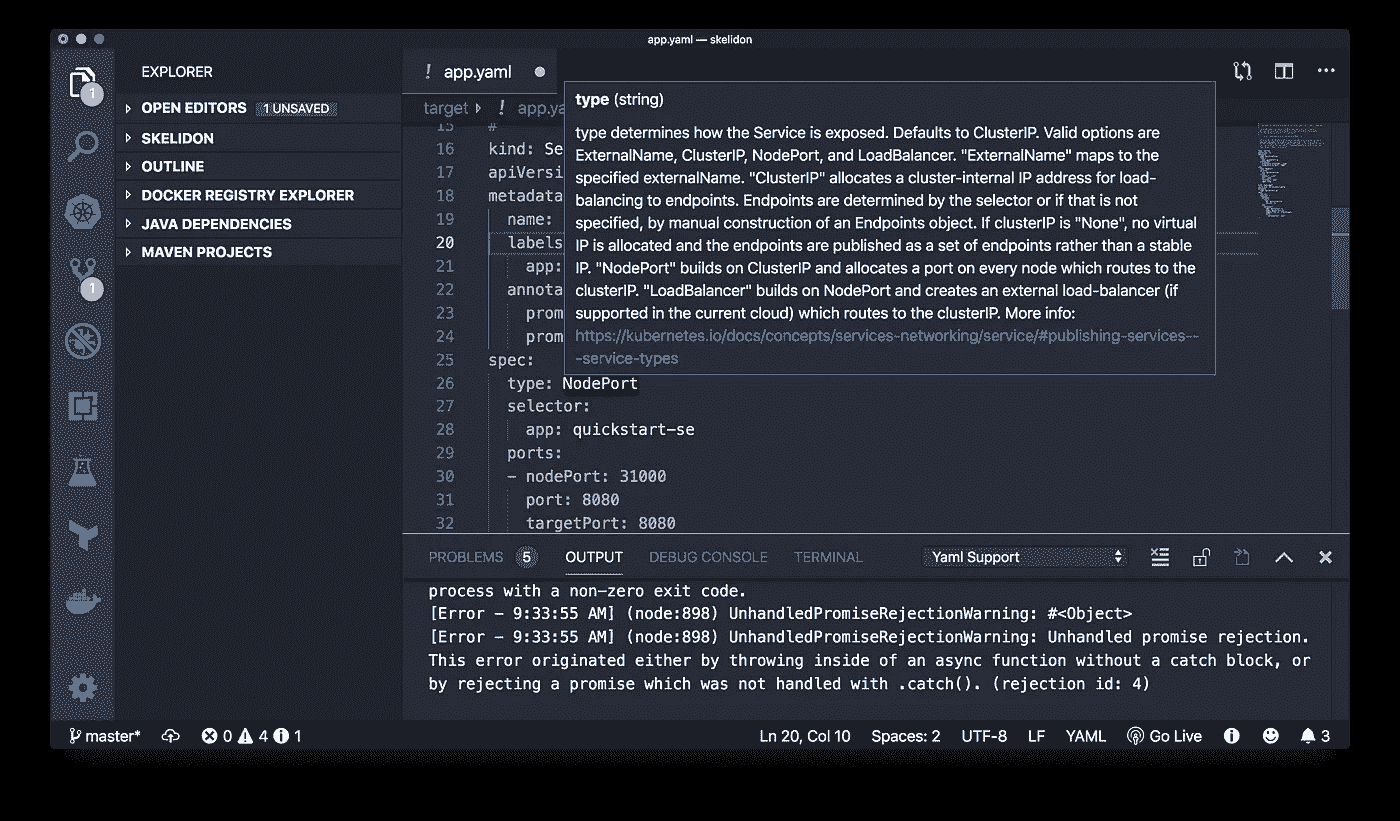 app.yaml — skelidon
EXPLORER
OPEN EDITORS 1 UNSAVED
SKELIDON
OUTLINE
DOCKER REGISTRY EXPLORER
JAVA DEPENDENCIES
MAVEN PROJECTS
1
1
! app.yaml
target ! app.ya
type (string)
type determines how the Service is exposed. Defaults to ClusterIP. Valid options are
ExternalName, ClusterIP, NodePort, and LoadBalancer. "ExternalName" maps to the
specified externalName. "ClusterIP" allocates a cluster-internal IP address for load-
balancing to endpoints. Endpoints are determined by the selector or if that is not
specified, by manual construction of an Endpoints object. If clusterIP is "None", no virtual
IP is allocated and the endpoints are published as a set of endpoints rather than a stable
IP. "NodePort" builds on ClusterIP and allocates a port on every node which routes to the
clusterIP. "LoadBalancer" builds on NodePort and creates an external load-balancer (if
supported in the current cloud) which routes to the clusterIP. More info:
https://kubernetes.io/docs/concepts/services-networking/service/#publishing-services---
-service-types
15 #
16 kind: Se
17 apiVersi
18 metadata
19 name:
20 labels
21 app:
22 annota
23 prom
24 prom
25 spec:
26 type: NodePort
27 selector:
28 app: quickstart-se
29 ports:
30 - nodePort: 31000
31 port: 8080
32 targetPort: 8080
PROBLEMS 5 OUTPUT DEBUG CONSOLE TERMINAL Yaml Support
process with a non-zero exit code.
[Error - 9:33:55 AM] (node:898) UnhandledPromiseRejectionWarning: #<Object>
[Error - 9:33:55 AM] (node:898) UnhandledPromiseRejectionWarning: Unhandled promise rejection.
This error originated either by throwing inside of an async function without a catch block, or
by rejecting a promise which was not handled with .catch(). (rejection id: 4)
master* 0 4 1 Ln 20, Col 10 Spaces: 2 UTF-8 LF YAML Go Live 3